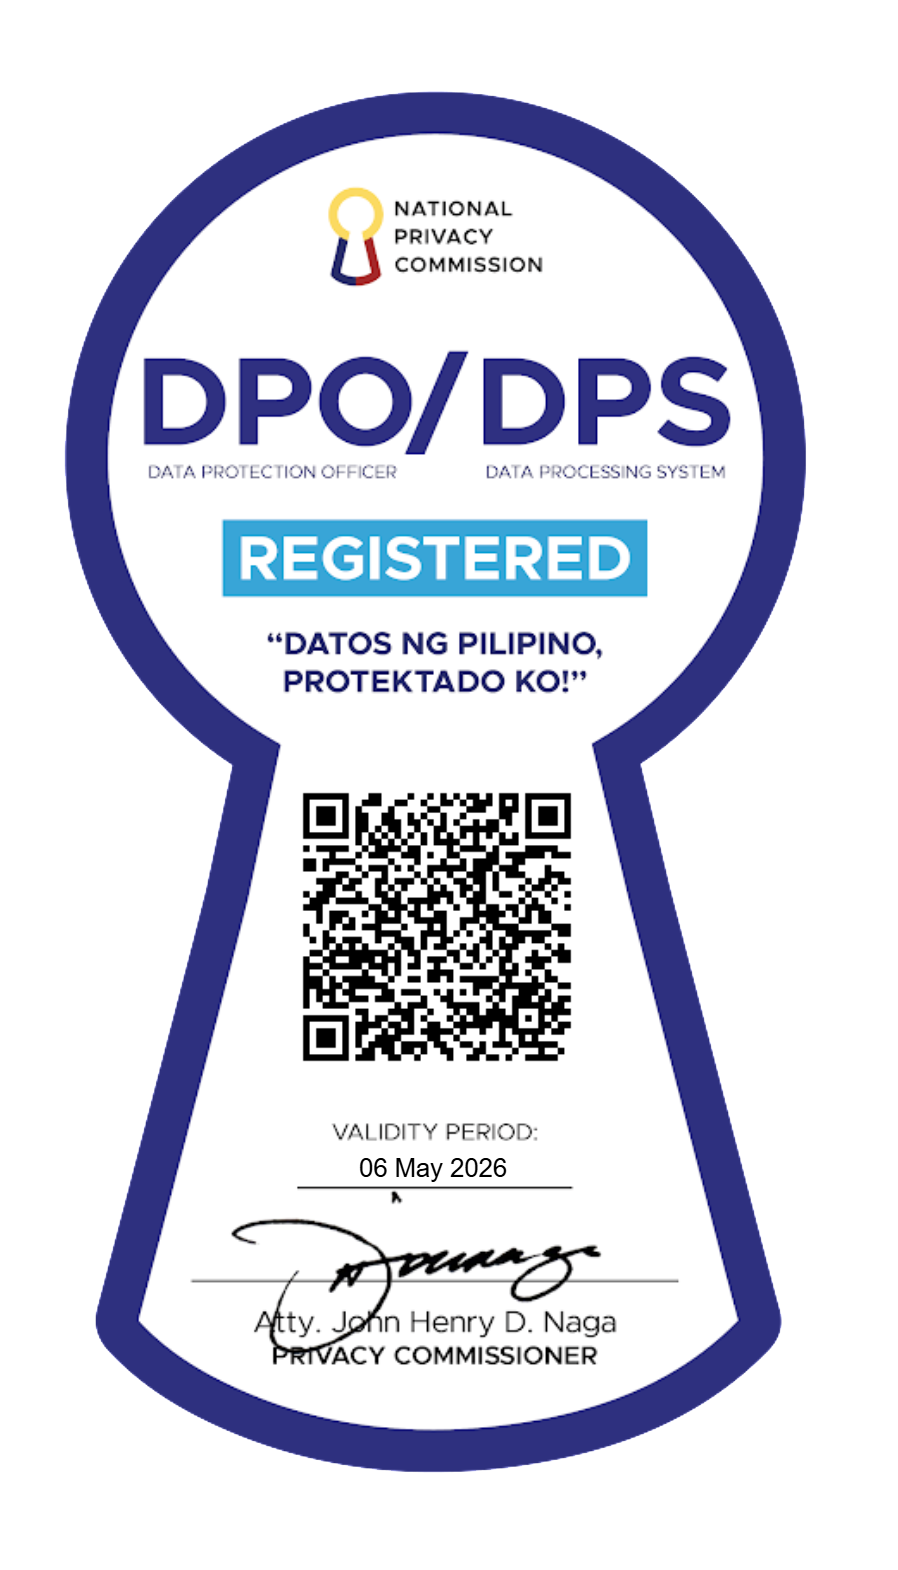 NATIONAL
PRIVACY
COMMISSION
DPO/DPS
DATA PROTECTION OFFICER DATA PROCESSING SYSTEM
REGISTERED
“DATOS NG PILIPINO,
PROTEKTADO KO!”
VALIDITY PERIOD:
06 May 2026
Atty. John Henry D. Naga
PRIVACY COMMISSIONER